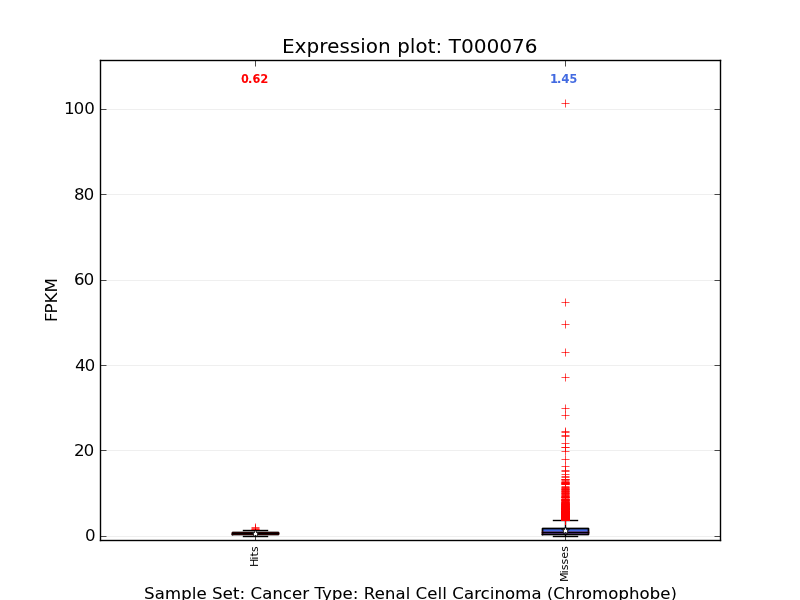 Expression plot: T000076
0.62
1.45
100
80
60
40
20
0
FPKM
Hits
Misses
Sample Set: Cancer Type: Renal Cell Carcinoma (Chromophobe)